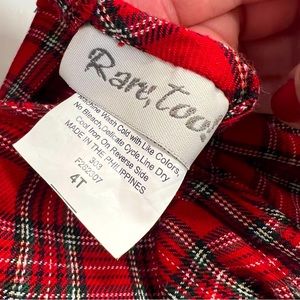 Rare, too!
Machine Wash Cold with Like Colors,
No Bleach, Delicate Cycle, Line Dry
Cool Iron On Reverse Side
MADE IN THE PHILIPPINES
F262307
4T